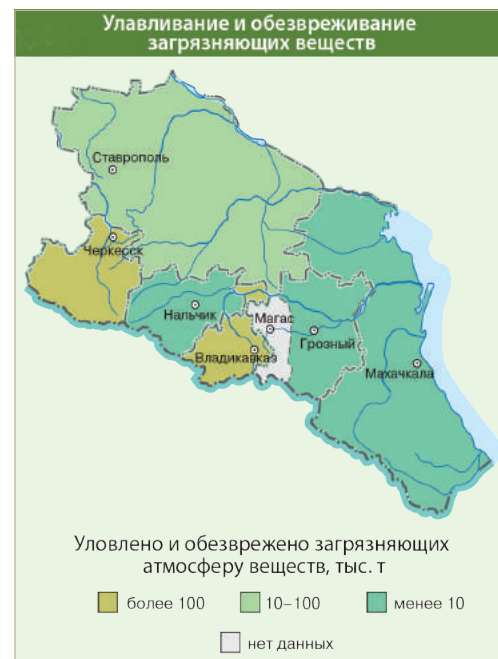 Улавливание и обезвреживание
загрязняющих веществ
Ставрополь
Черкесск
Нальчик
Магас
Грозный
Владикавказ
Махачкала
Уловлено и обезврежено загрязняющих
атмосферу веществ, тыс. т
более 100
10–100
менее 10
нет данных